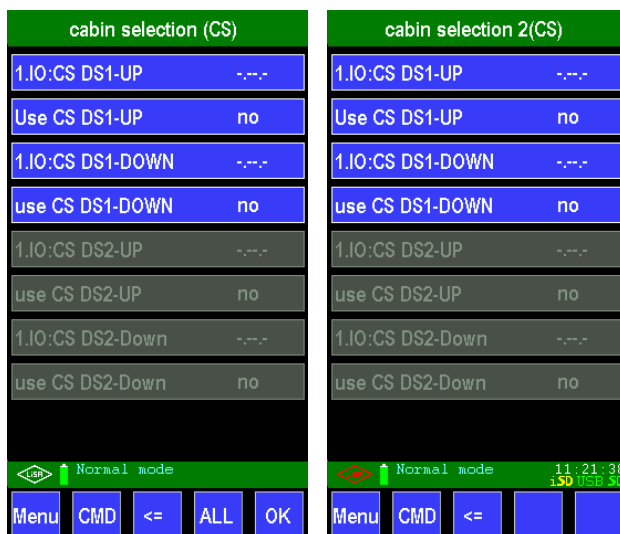 cabin selection (CS)
1.IO:CS DS1-UP -.--.-
Use CS DS1-UP no
1.IO:CS DS1-DOWN -.--.-
use CS DS1-DOWN no
1.IO:CS DS2-UP -.--.-
use CS DS2-UP no
1.IO:CS DS2-Down -.--.-
use CS DS2-Down no
LiSA Normal mode
Menu CMD <= ALL OK
cabin selection 2(CS)
1.IO:CS DS1-UP -.--.-
Use CS DS1-UP no
1.IO:CS DS1-DOWN -.--.-
use CS DS1-DOWN no
1.IO:CS DS2-UP -.--.-
use CS DS2-UP no
1.IO:CS DS2-Down -.--.-
use CS DS2-Down no
LiSA Normal mode 11:21:38
iSD USB
Menu CMD <=